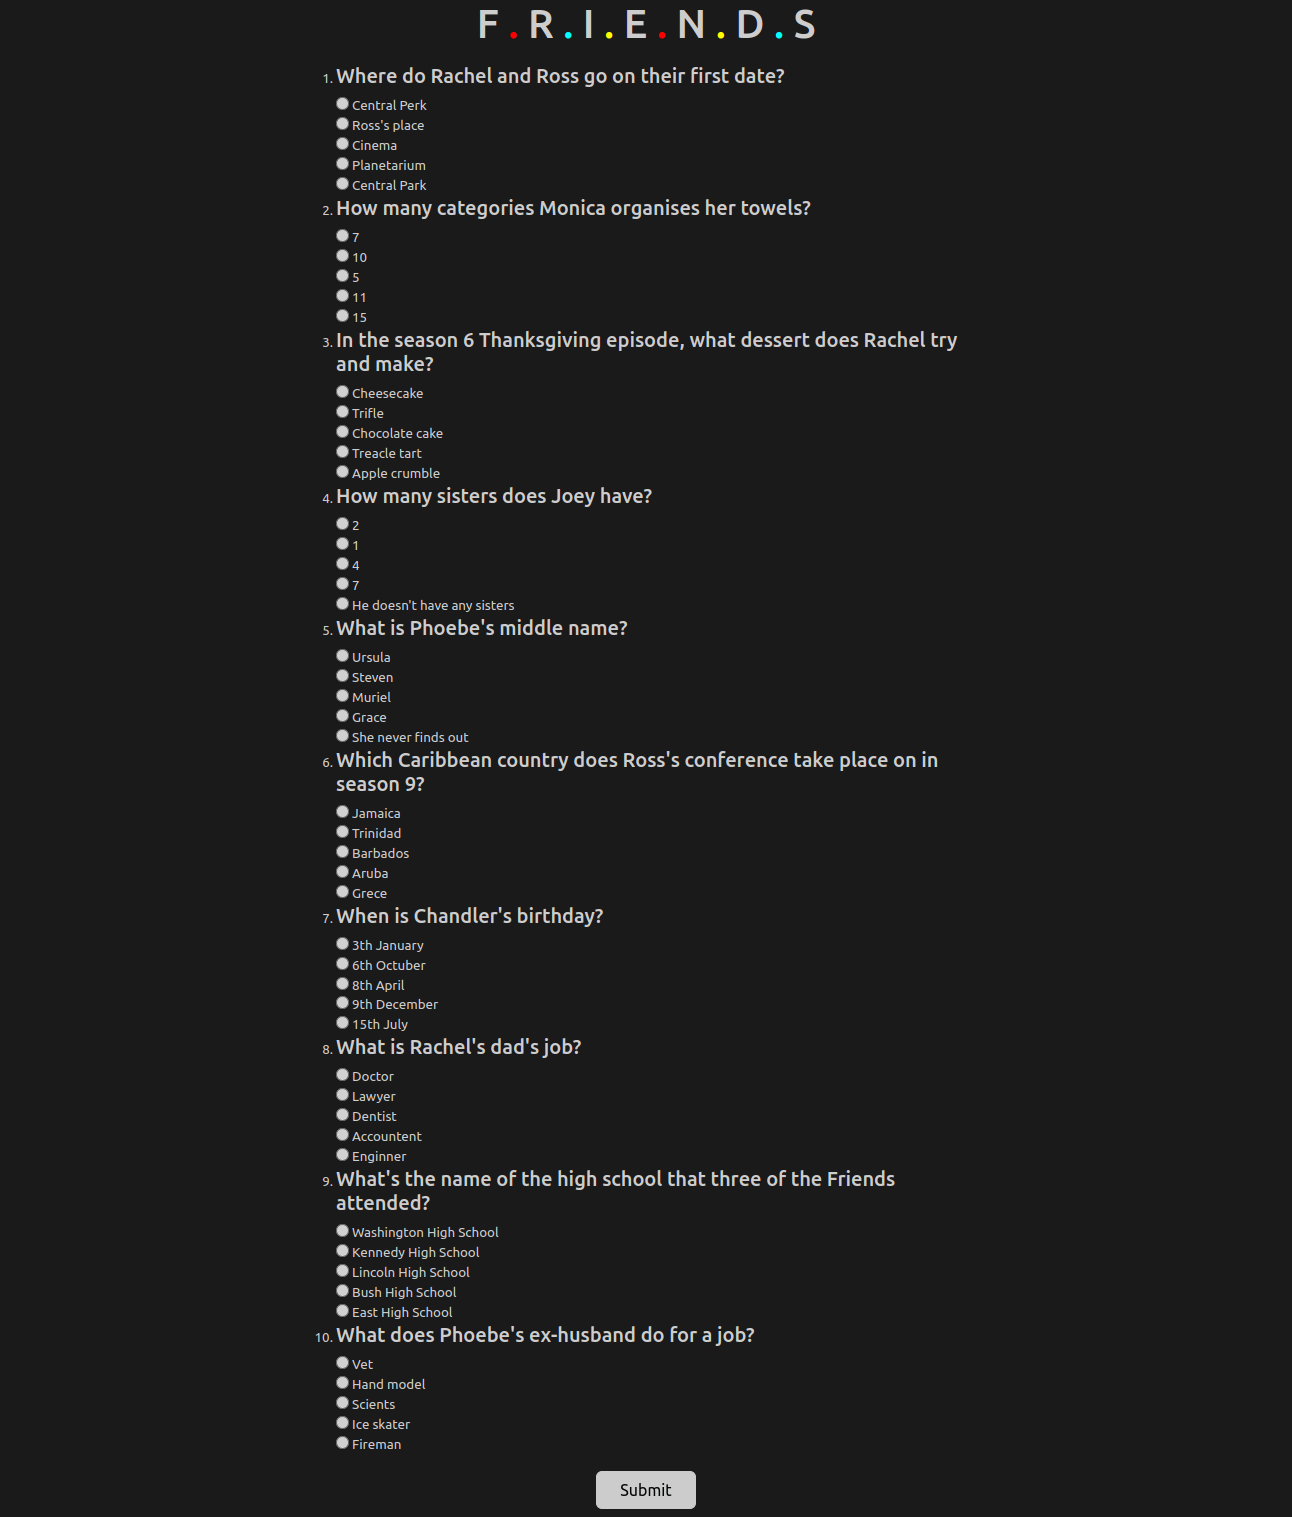 F.R.I.E.N.D.S
1. Where do Rachel and Ross go on their first date?
Central Perk
Ross's place
Cinema
Planetarium
Central Park
2. How many categories Monica organises her towels?
7
10
5
11
15
3. In the season 6 Thanksgiving episode, what dessert does Rachel try
and make?
Cheesecake
Trifle
Chocolate cake
Treacle tart
Apple crumble
4. How many sisters does Joey have?
2
1
4
7
He doesn't have any sisters
5. What is Phoebe's middle name?
Ursula
Steven
Muriel
Grace
She never finds out
6. Which Caribbean country does Ross's conference take place on in
season 9?
Jamaica
Trinidad
Barbados
Aruba
Grece
7. When is Chandler's birthday?
3th January
6th Octuber
8th April
9th December
15th July
8. What is Rachel's dad's job?
Doctor
Lawyer
Dentist
Accountent
Enginner
9. What's the name of the high school that three of the Friends
attended?
Washington High School
Kennedy High School
Lincoln High School
Bush High School
East High School
10. What does Phoebe's ex-husband do for a job?
Vet
Hand model
Scients
Ice skater
Fireman
Submit